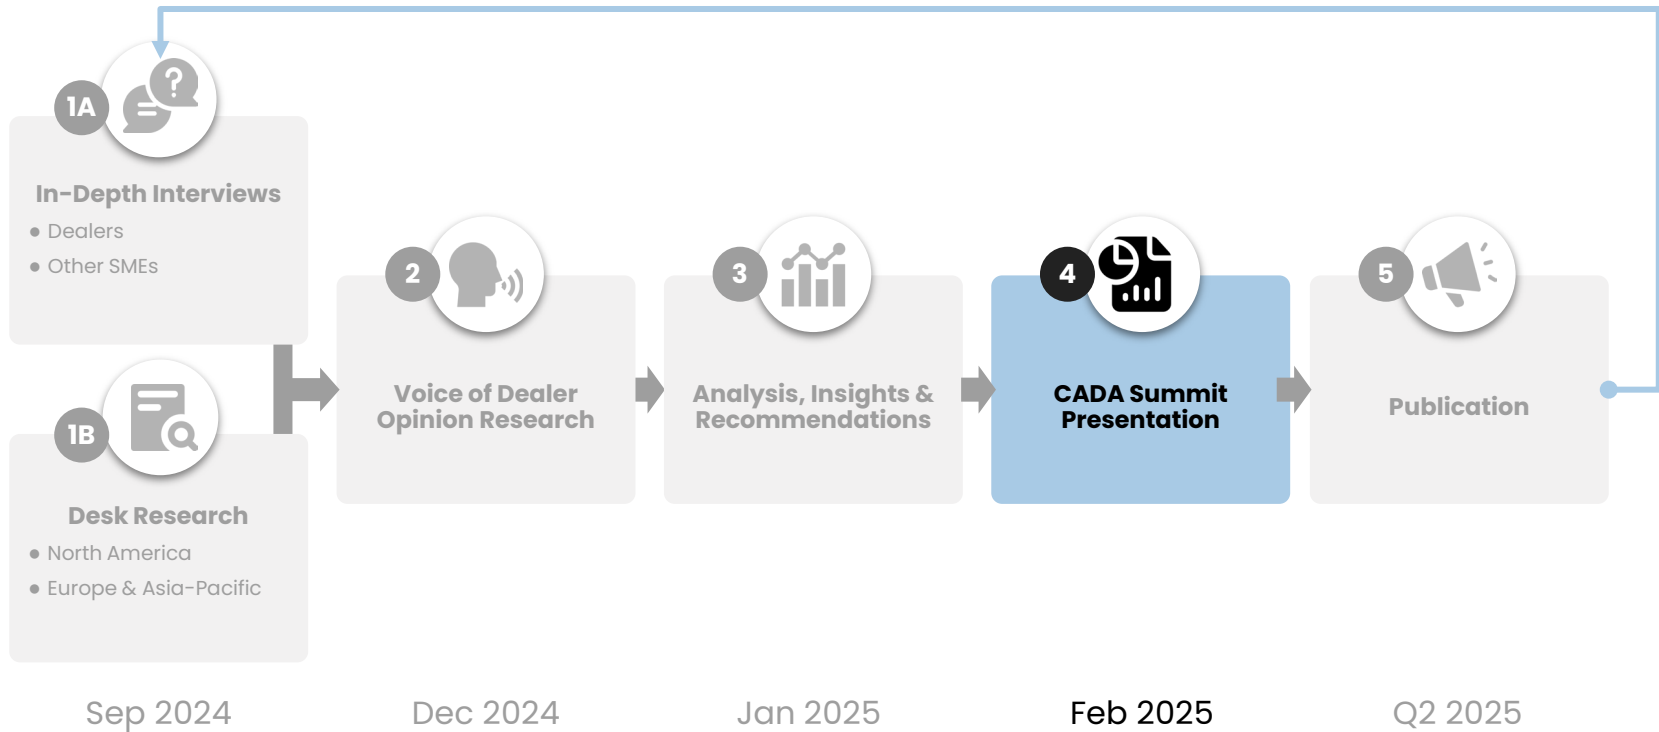 1A
In-Depth Interviews
● Dealers
● Other SMEs
1B
Desk Research
● North America
● Europe & Asia-Pacific
Sep 2024
2
Voice of Dealer
Opinion Research
Dec 2024
3
Analysis, Insights &
Recommendations
Jan 2025
4
CADA Summit
Presentation
Feb 2025
5
Publication
Q2 2025